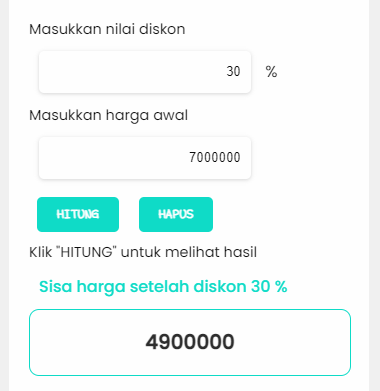 Masukkan nilai diskon
30 %
Masukkan harga awal
7000000
HITUNG HAPUS
Klik "HITUNG" untuk melihat hasil
Sisa harga setelah diskon 30 %
4900000